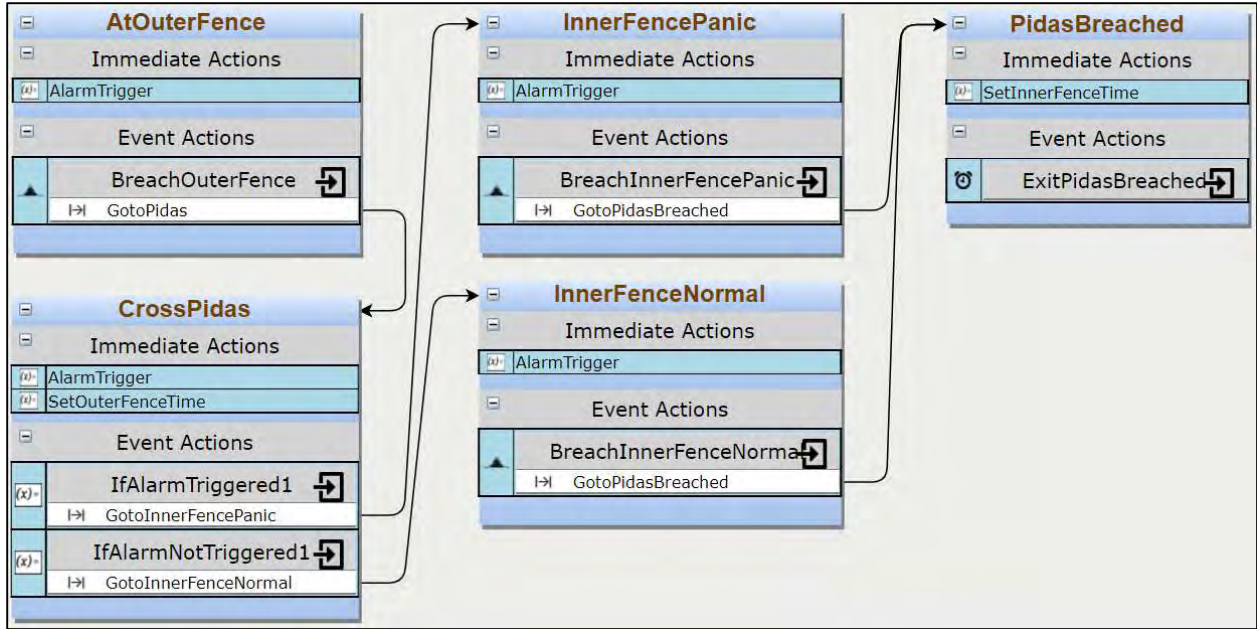 AtOuterFence
Immediate Actions
(x)= AlarmTrigger
Event Actions
BreachOuterFence
GotoPidas
CrossPidas
Immediate Actions
(x)= AlarmTrigger
(x)= SetOuterFenceTime
Event Actions
(x)= IfAlarmTriggered1
GotoInnerFencePanic
(x)= IfAlarmNotTriggered1
GotoInnerFenceNormal
InnerFencePanic
Immediate Actions
(x)= AlarmTrigger
Event Actions
BreachInnerFencePanic
GotoPidasBreached
InnerFenceNormal
Immediate Actions
(x)= AlarmTrigger
Event Actions
BreachInnerFenceNorma
GotoPidasBreached
PidasBreached
Immediate Actions
(x)= SetInnerFenceTime
Event Actions
ExitPidasBreached